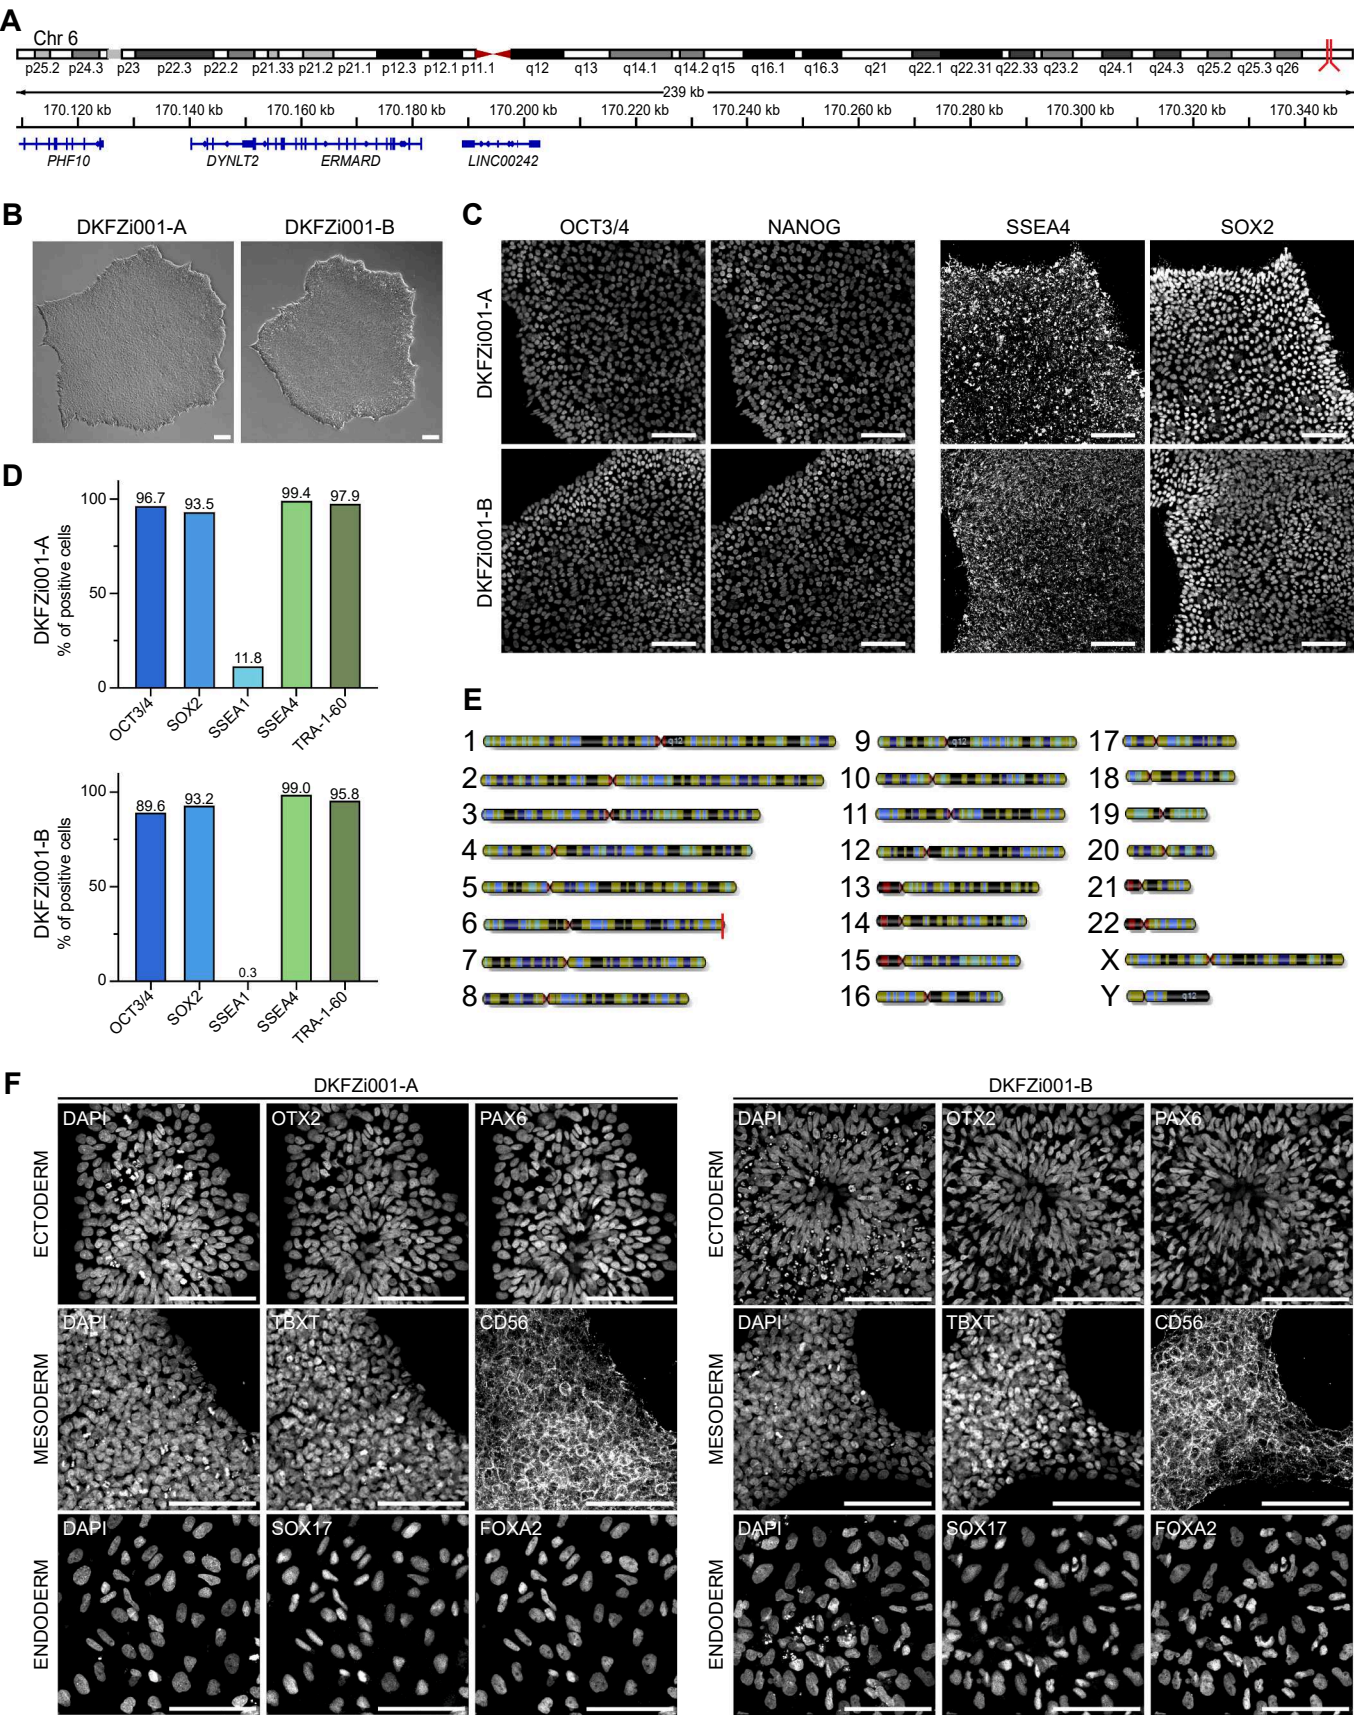 A
Chr 6
p25.2 p24.3 p23 p22.3 p22.2 p21.33 p21.2 p21.1 p12.3 p12.1 p11.1 q12 q13 q14.1 q14.2 q15 q16.1 q16.3 q21 q22.1 q22.31 q22.33 q23.2 q24.1 q24.3 q25.2 q25.3 q26
239 kb
170.120 kb 170.140 kb 170.160 kb 170.180 kb 170.200 kb 170.220 kb 170.240 kb 170.260 kb 170.280 kb 170.300 kb 170.320 kb 170.340 kb
PHF10 DYNLT2 ERMARD LINC00242
B
DKFZi001-A DKFZi001-B
C
OCT3/4 NANOG SSEA4 SOX2
DKFZi001-A
DKFZi001-B
D
DKFZi001-A
% of positive cells
100
50
0
96.7 93.5 11.8 99.4 97.9
OCT3/4 SOX2 SSEA1 SSEA4 TRA-1-60
DKFZi001-B
% of positive cells
100
50
0
89.6 93.2 0.3 99.0 95.8
OCT3/4 SOX2 SSEA1 SSEA4 TRA-1-60
E
1 q12 9 q12 17
2 10 18
3 11 19
4 12 20
5 13 21
6 14 22
7 15 X
8 16 Y q12
F
DKFZi001-A
ECTODERM
DAPI OTX2 PAX6
MESODERM
DAPI TBXT CD56
ENDODERM
DAPI SOX17 FOXA2
DKFZi001-B
ECTODERM
DAPI OTX2 PAX6
MESODERM
DAPI TBXT CD56
ENDODERM
DAPI SOX17 FOXA2